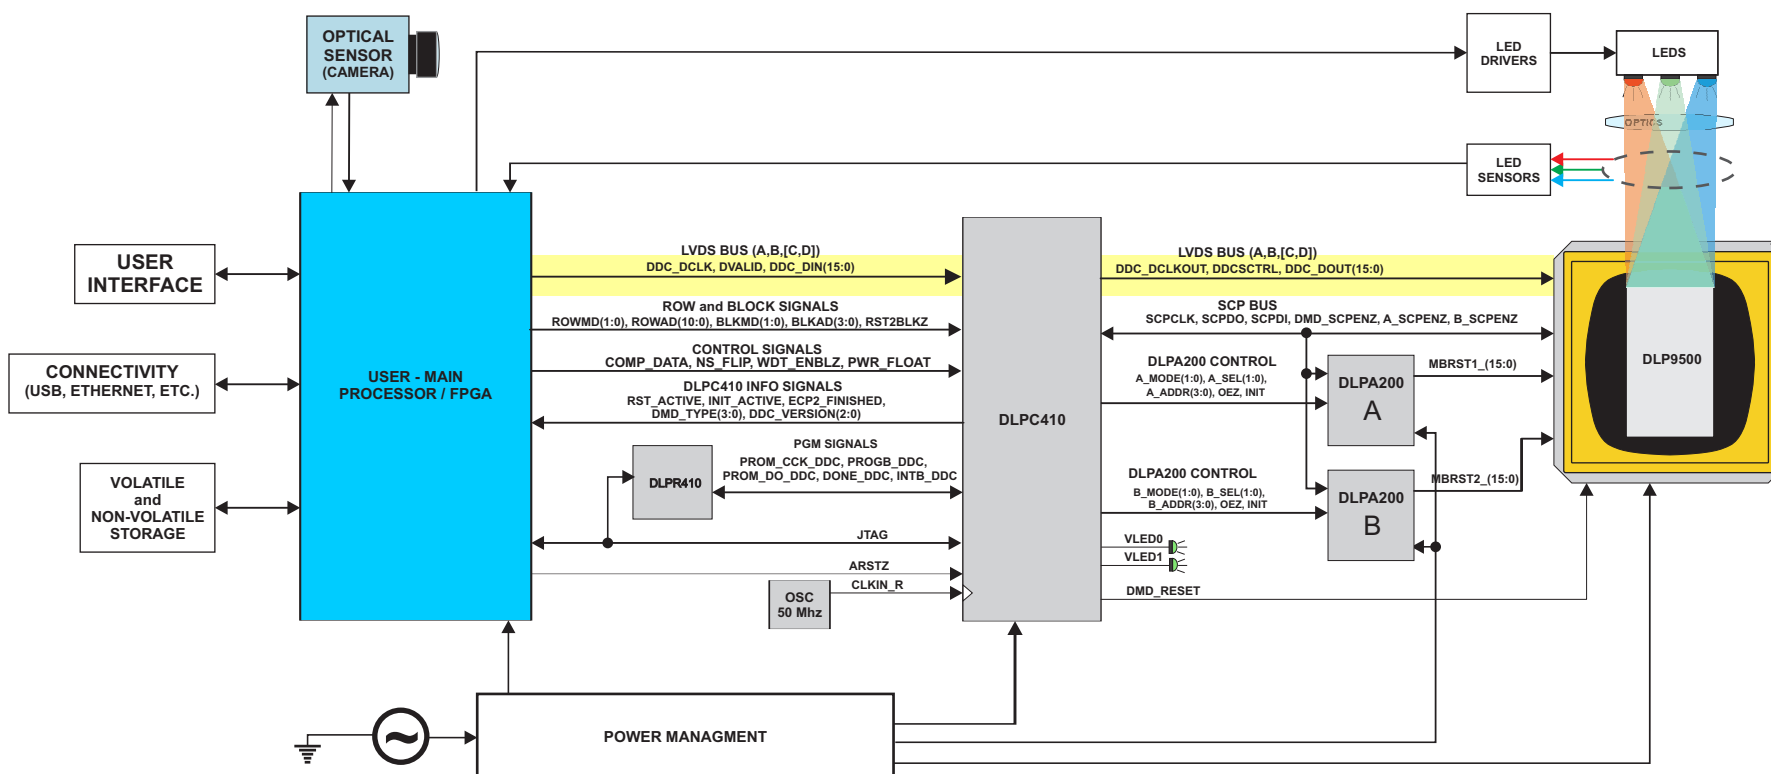 OPTICAL
SENSOR
(CAMERA)
LED
DRIVERS
LEDS
OPTICS
LED
SENSORS
USER
INTERFACE
CONNECTIVITY
(USB, ETHERNET, ETC.)
VOLATILE
and
NON-VOLATILE
STORAGE
USER - MAIN
PROCESSOR / FPGA
LVDS BUS (A,B,[C,D])
DDC_DCLK, DVALID, DDC_DIN(15:0)
ROW and BLOCK SIGNALS
ROWMD(1:0), ROWAD(10:0), BLKMD(1:0), BLKAD(3:0), RST2BLKZ
CONTROL SIGNALS
COMP_DATA, NS_FLIP, WDT_ENBLZ, PWR_FLOAT
DLPC410 INFO SIGNALS
RST_ACTIVE, INIT_ACTIVE, ECP2_FINISHED,
DMD_TYPE(3:0), DDC_VERSION(2:0)
PGM SIGNALS
PROM_CCK_DDC, PROGB_DDC,
PROM_DO_DDC, DONE_DDC, INTB_DDC
DLPR410
JTAG
ARSTZ
CLKIN_R
OSC
50 Mhz
DLPC410
LVDS BUS (A,B,[C,D])
DDC_DCLKOUT, DDCSCTRL, DDC_DOUT(15:0)
SCP BUS
SCPCLK, SCPDO, SCPDI, DMD_SCPENZ, A_SCPENZ, B_SCPENZ
DLPA200 CONTROL
A_MODE(1:0), A_SEL(1:0),
A_ADDR(3:0), OEZ, INIT
DLPA200
A
MBRST1_(15:0)
DLPA200 CONTROL
B_MODE(1:0), B_SEL(1:0),
B_ADDR(3:0), OEZ, INIT
DLPA200
B
MBRST2_(15:0)
VLED0
VLED1
DMD_RESET
DLP9500
POWER MANAGMENT